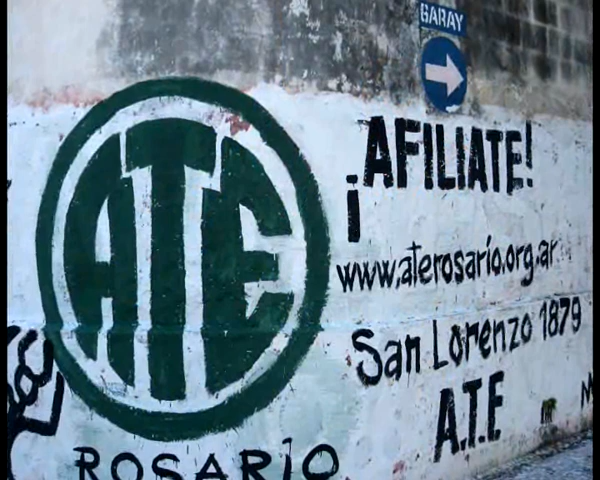 GARAY
ATE
ROSARIO
¡AFILIATE!
www.aterosario.org.ar
San Lorenzo 1879
A.T.E